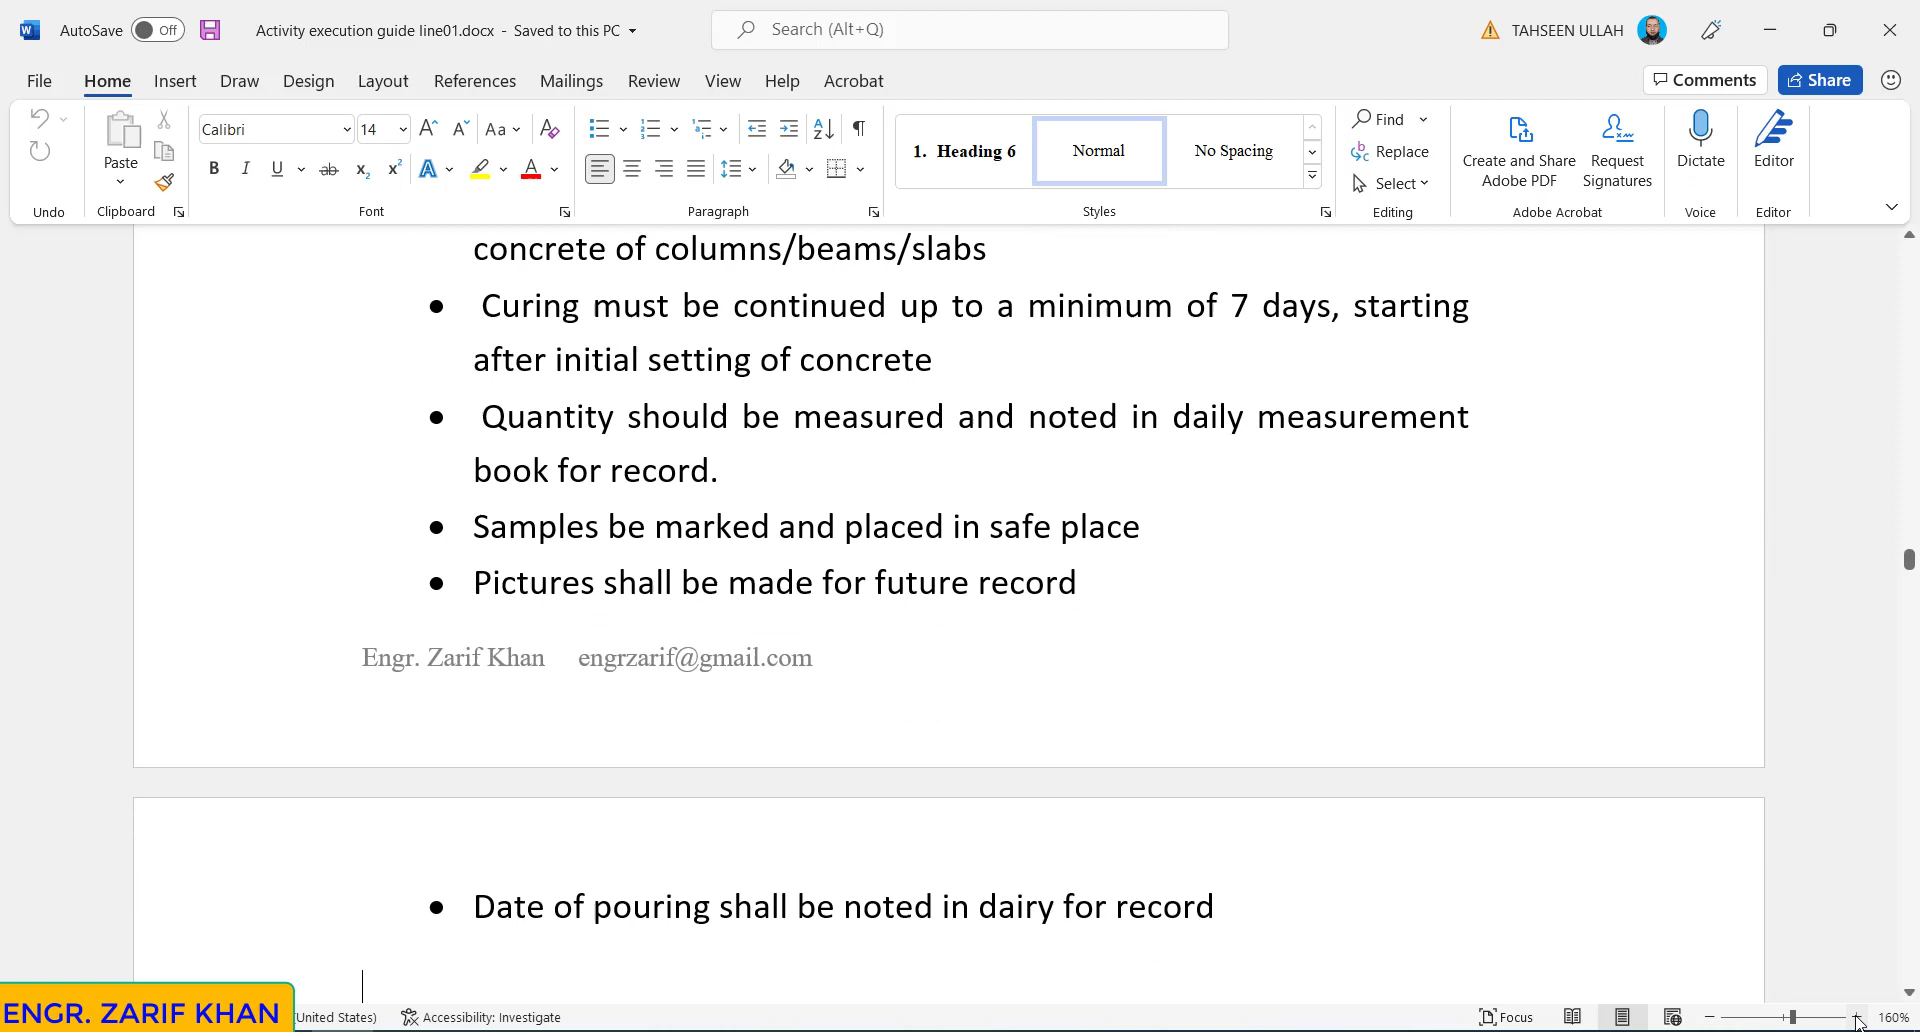 AutoSave Off Activity execution guide line01.docx - Saved to this PC Search (Alt+Q) TAHSEEN ULLAH
File Home Insert Draw Design Layout References Mailings Review View Help Acrobat Comments Share
Calibri 14 Aa
Paste
B I U ab x₂ x² A A
1. Heading 6 Normal No Spacing
Find
Replace
Select
Create and Share
Adobe PDF
Request
Signatures
Dictate
Editor
Undo Clipboard Font Paragraph Styles Editing Adobe Acrobat Voice Editor
concrete of columns/beams/slabs
• Curing must be continued up to a minimum of 7 days, starting
after initial setting of concrete
• Quantity should be measured and noted in daily measurement
book for record.
• Samples be marked and placed in safe place
• Pictures shall be made for future record
Engr. Zarif Khan engrzarif@gmail.com
• Date of pouring shall be noted in dairy for record
ENGR. ZARIF KHAN
United States) Accessibility: Investigate Focus 160%